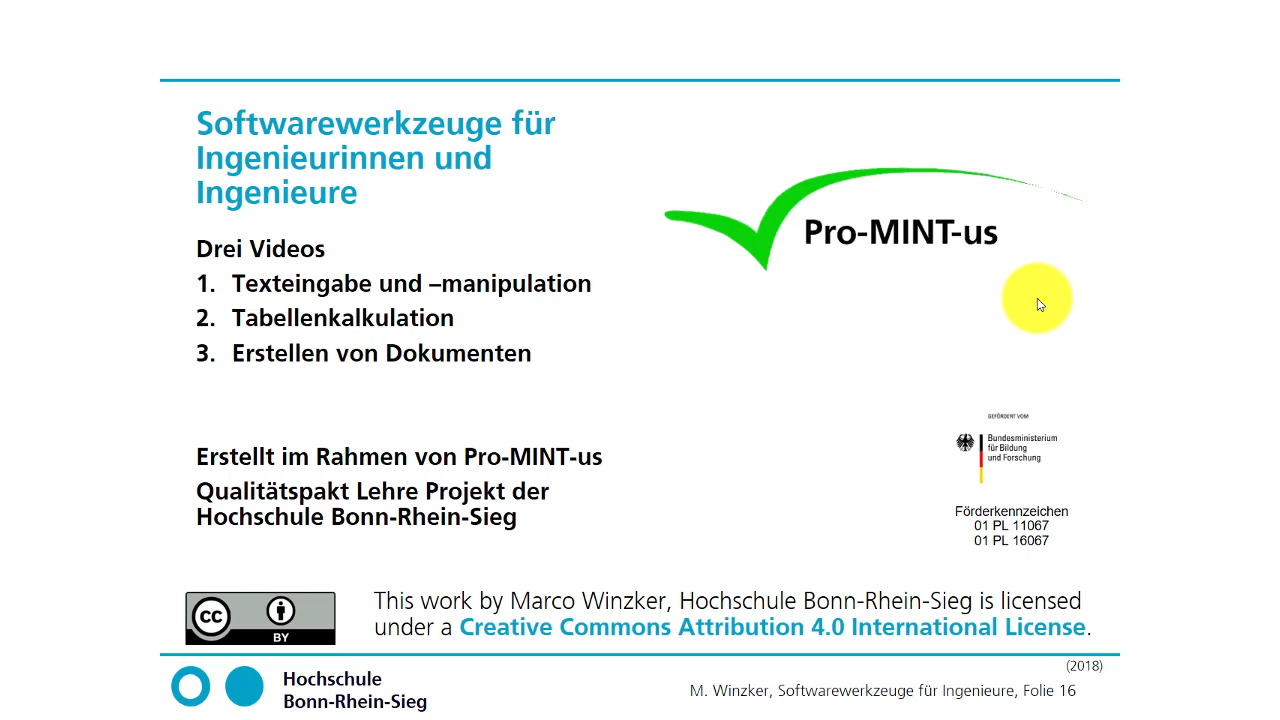 Softwarewerkzeuge für
Ingenieurinnen und
Ingenieure
Drei Videos
1. Texteingabe und –manipulation
2. Tabellenkalkulation
3. Erstellen von Dokumenten
Pro-MINT-us
Erstellt im Rahmen von Pro-MINT-us
Qualitätspakt Lehre Projekt der
Hochschule Bonn-Rhein-Sieg
GEFÖRDERT VOM
Bundesministerium
für Bildung
und Forschung
Förderkennzeichen
01 PL 11067
01 PL 16067
cc
BY
This work by Marco Winzker, Hochschule Bonn-Rhein-Sieg is licensed
under a Creative Commons Attribution 4.0 International License.
Hochschule
Bonn-Rhein-Sieg
(2018)
M. Winzker, Softwarewerkzeuge für Ingenieure, Folie 16